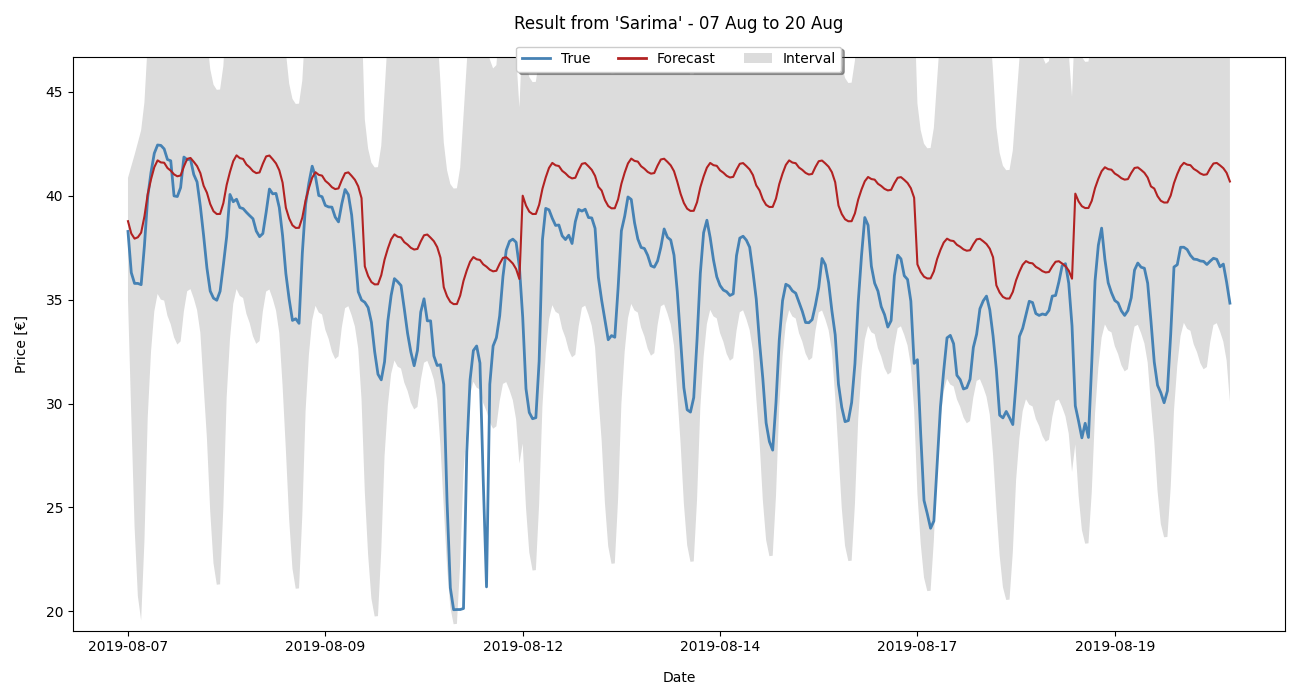 Result from 'Sarima' - 07 Aug to 20 Aug
True Forecast Interval
45
40
35
30
25
20
Price [€]
2019-08-07 2019-08-09 2019-08-12 2019-08-14 2019-08-17 2019-08-19
Date